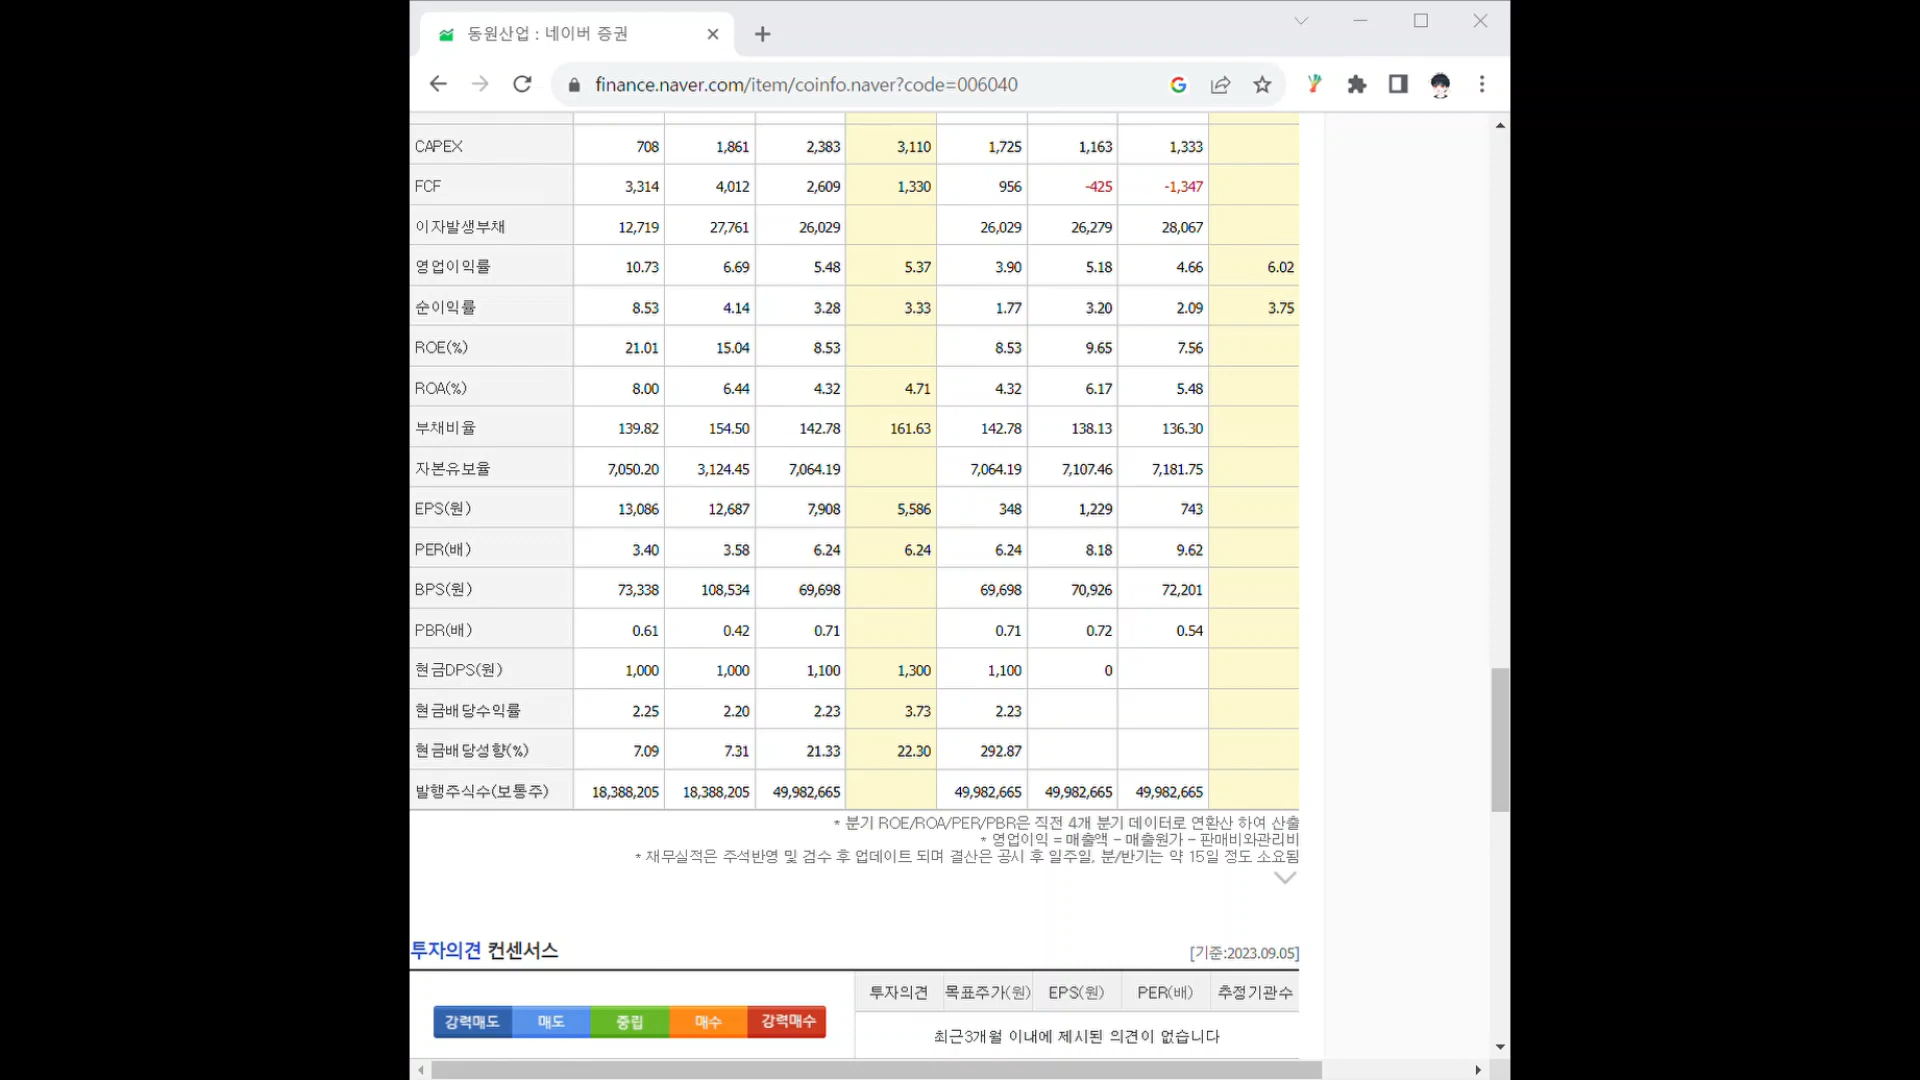 동원산업 : 네이버 증권
finance.naver.com/item/coinfo.naver?code=006040
CAPEX 708 1,861 2,383 3,110 1,725 1,163 1,333
FCF 3,314 4,012 2,609 1,330 956 -425 -1,347
이자발생부채 12,719 27,761 26,029 26,029 26,279 28,067
영업이익률 10.73 6.69 5.48 5.37 3.90 5.18 4.66 6.02
순이익률 8.53 4.14 3.28 3.33 1.77 3.20 2.09 3.75
ROE(%) 21.01 15.04 8.53 8.53 9.65 7.56
ROA(%) 8.00 6.44 4.32 4.71 4.32 6.17 5.48
부채비율 139.82 154.50 142.78 161.63 142.78 138.13 136.30
자본유보율 7,050.20 3,124.45 7,064.19 7,064.19 7,107.46 7,181.75
EPS(원) 13,086 12,687 7,908 5,586 348 1,229 743
PER(배) 3.40 3.58 6.24 6.24 6.24 8.18 9.62
BPS(원) 73,338 108,534 69,698 69,698 70,926 72,201
PBR(배) 0.61 0.42 0.71 0.71 0.72 0.54
현금DPS(원) 1,000 1,000 1,100 1,300 1,100 0
현금배당수익률 2.25 2.20 2.23 3.73 2.23
현금배당성향(%) 7.09 7.31 21.33 22.30 292.87
발행주식수(보통주) 18,388,205 18,388,205 49,982,665 49,982,665 49,982,665 49,982,665
* 분기 ROE/ROA/PER/PBR은 직전 4개 분기 데이터로 연환산 하여 산출
* 영업이익 = 매출액 - 매출원가 - 판매비와관리비
* 재무실적은 주석반영 및 검수 후 업데이트 되며 결산은 공시 후 일주일, 분/반기는 약 15일 정도 소요됨
투자의견 컨센서스 [기준:2023.09.05]
투자의견 목표주가(원) EPS(원) PER(배) 추정기관수
강력매도 매도 중립 매수 강력매수
최근3개월 이내에 제시된 의견이 없습니다